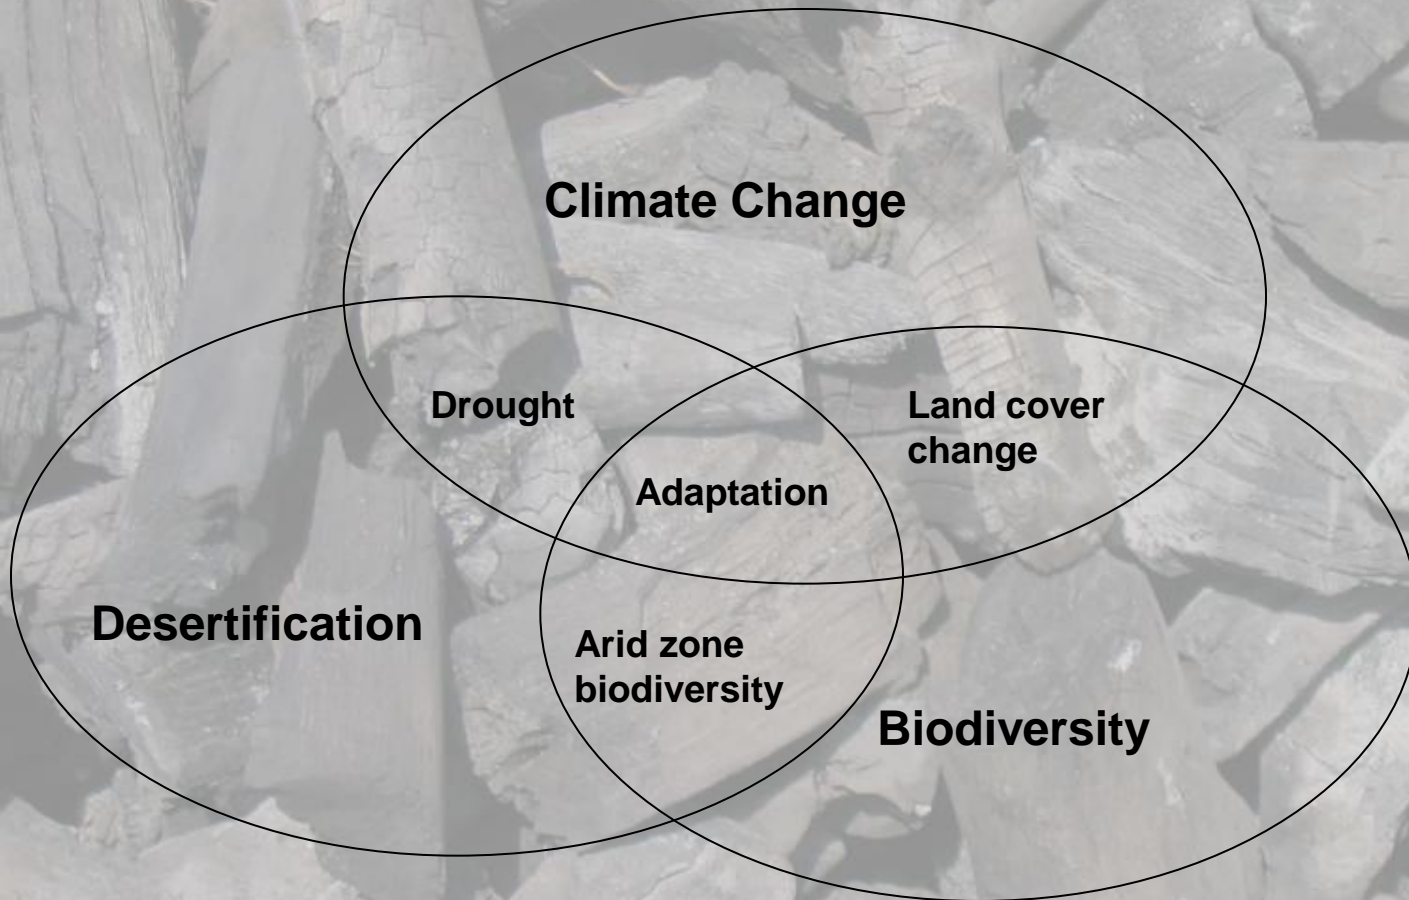 Climate Change
Drought
Land cover
change
Adaptation
Desertification
Arid zone
biodiversity
Biodiversity